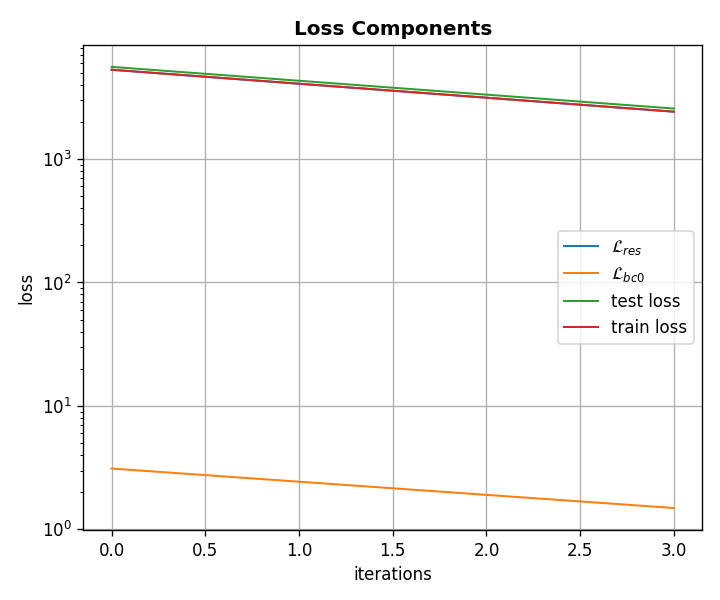 Loss Components
loss
10³
10²
10¹
10⁰
ℒ_res
ℒ_bc0
test loss
train loss
0.0 0.5 1.0 1.5 2.0 2.5 3.0
iterations